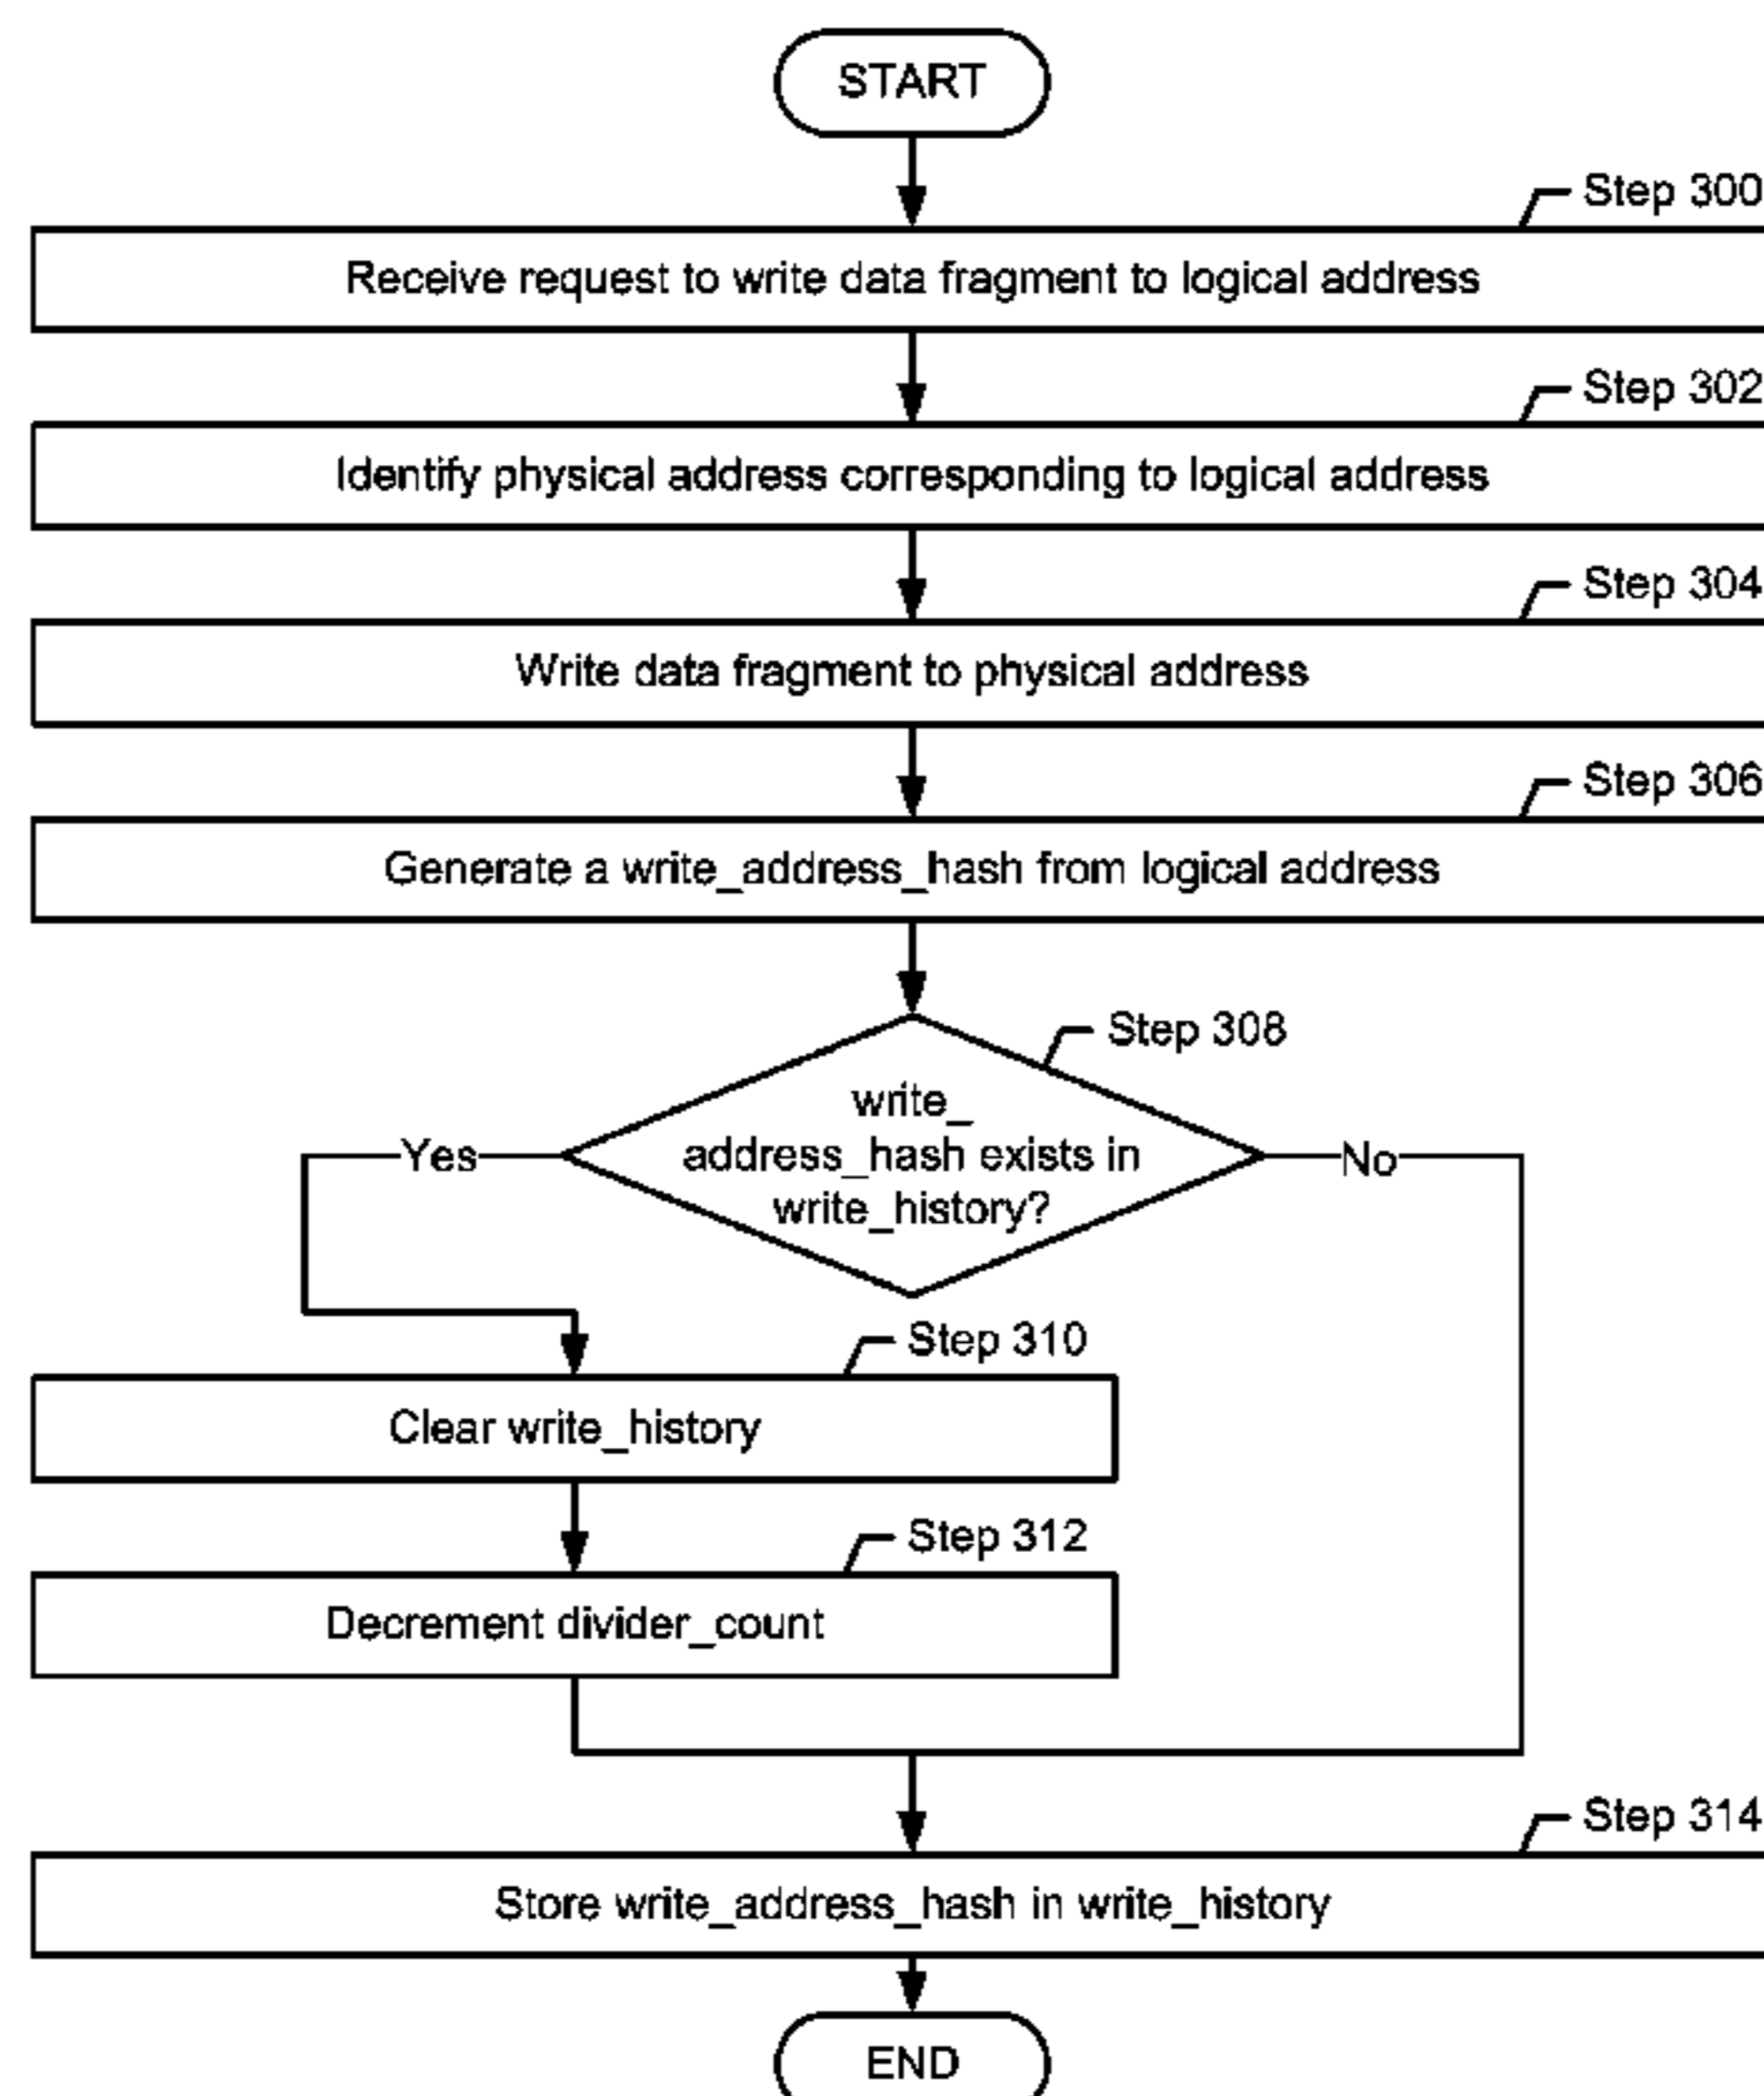 START
Step 300
Receive request to write data fragment to logical address
Step 302
Identify physical address corresponding to logical address
Step 304
Write data fragment to physical address
Step 306
Generate a write_address_hash from logical address
Step 308
write_
address_hash exists in
write_history?
Yes
No
Step 310
Clear write_history
Step 312
Decrement divider_count
Step 314
Store write_address_hash in write_history
END